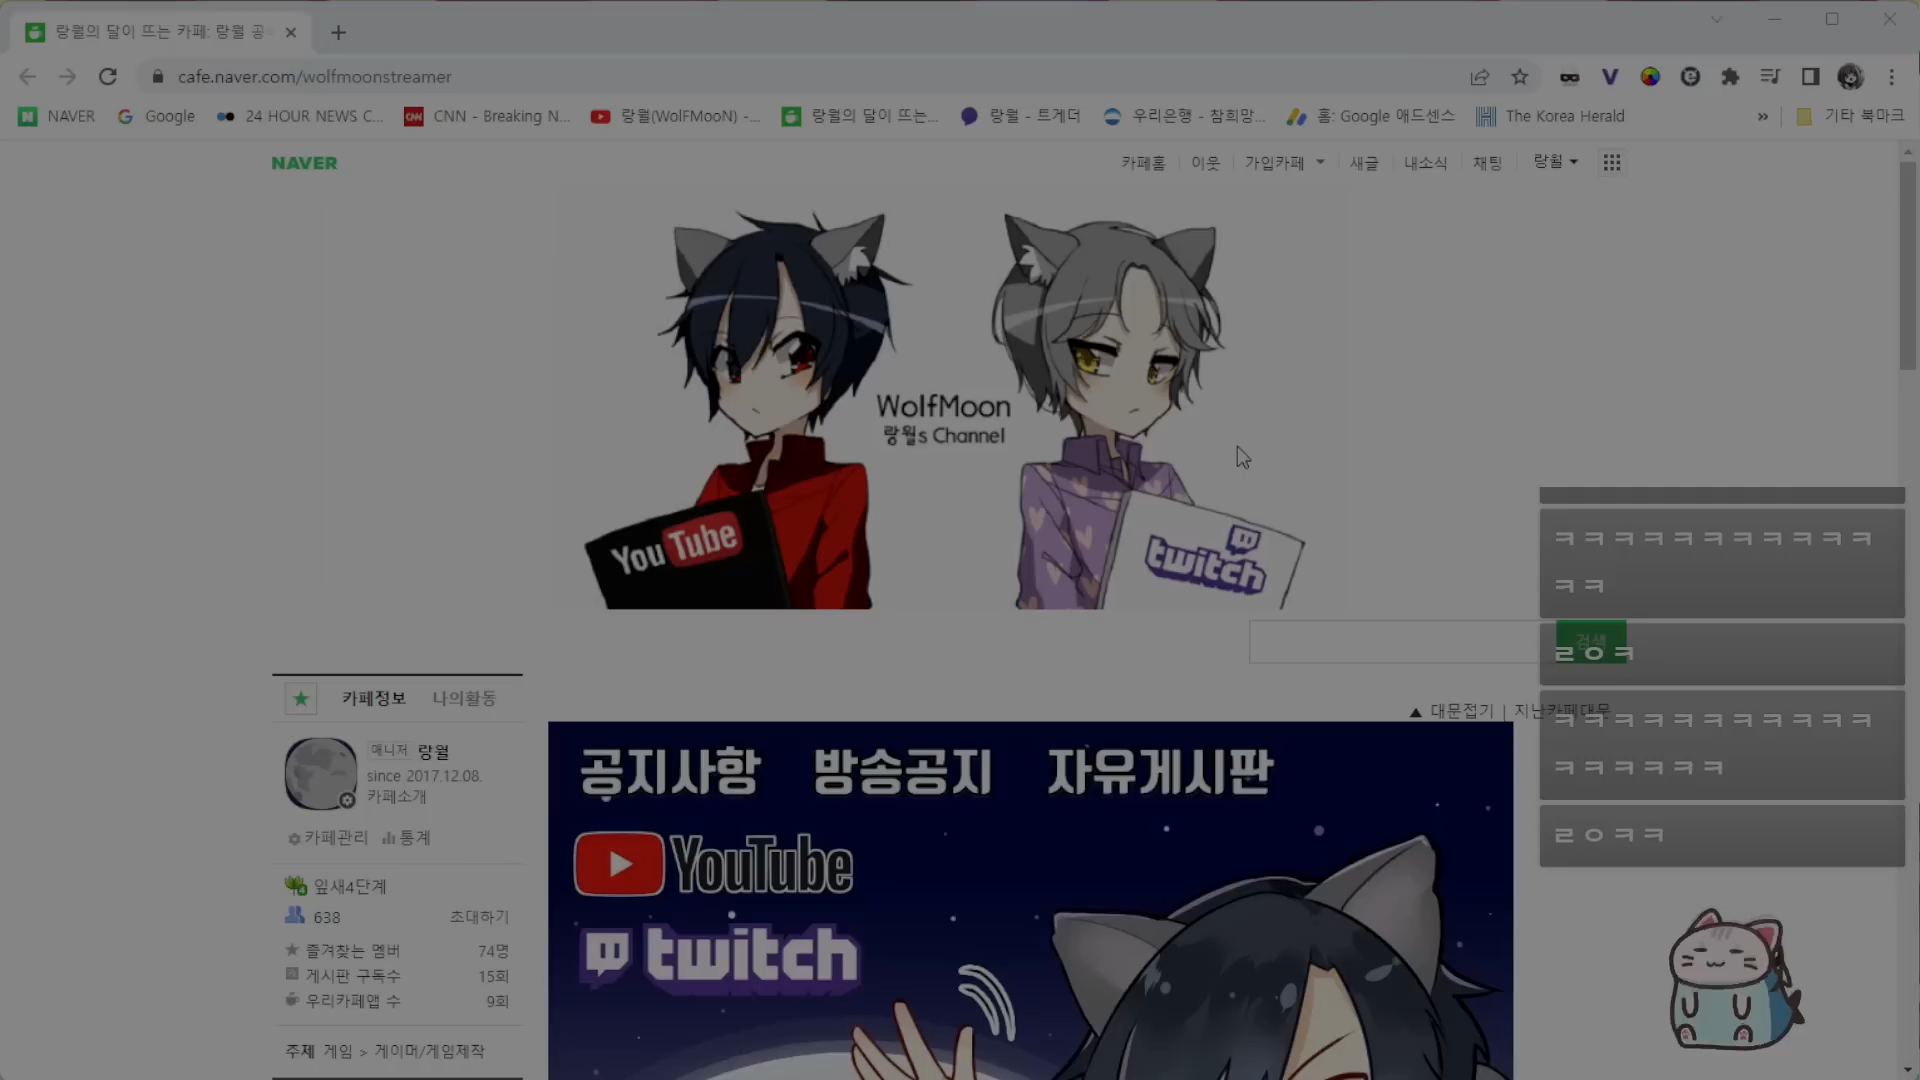 랑월의 달이 뜨는 카페: 랑월 공
cafe.naver.com/wolfmoonstreamer
NAVER
Google
24 HOUR NEWS C...
CNN - Breaking N...
랑월(WolFMooN) -...
랑월의 달이 뜨는...
랑월 - 트게더
우리은행 - 참희망...
홈: Google 애드센스
The Korea Herald
»
기타 북마크
NAVER
카페홈
이웃
가입카페
새글
내소식
채팅
랑월
WolfMoon
랑월s Channel
YouTube
twitch
ㅋㅋㅋㅋㅋㅋㅋㅋㅋㅋㅋ
ㅋㅋ
검색
ㄹㅇㅋ
카페정보
나의활동
▲ 대문접기 | 지난카페대문
ㅋㅋㅋㅋㅋㅋㅋㅋㅋㅋㅋ
ㅋㅋㅋㅋㅋㅋ
매니저 랑월
since 2017.12.08.
카페소개
공지사항 방송공지 자유게시판
카페관리
통계
ㄹㅇㅋㅋ
YouTube
잎새4단계
638
초대하기
즐겨찾는 멤버 74명
게시판 구독수 15회
우리카페앱 수 9회
twitch
주제 게임 > 게이머/게임제작